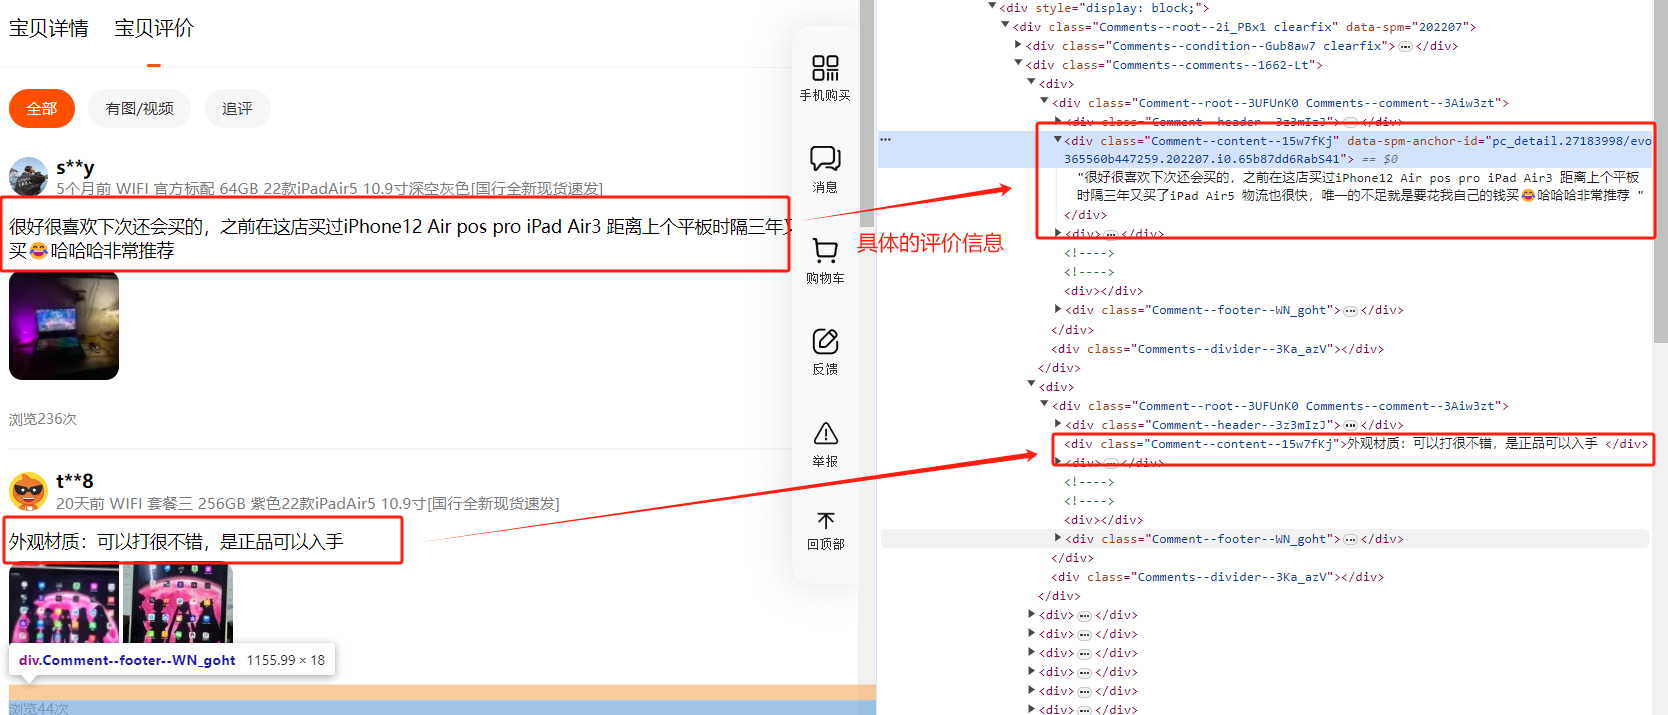 宝贝详情 宝贝评价
全部 有图/视频 追评
s**y
5个月前 WIFI 官方标配 64GB 22款iPadAir5 10.9寸深空灰色[国行全新现货速发]
很好很喜欢下次还会买的，之前在这店买过iPhone12 Air pos pro iPad Air3 距离上个平板时隔三年又
买😂哈哈哈非常推荐
浏览236次
t**8
20天前 WIFI 套餐三 256GB 紫色22款iPadAir5 10.9寸[国行全新现货速发]
外观材质：可以打很不错，是正品可以入手
div.Comment--footer--WN_goht 1155.99 × 18
浏览44次
手机购买
消息
购物车
反馈
举报
回顶部
具体的评价信息
<div style="display: block;">
<div class="Comments--root--2i_PBx1 clearfix" data-spm="202207">
<div class="Comments--condition--Gub8aw7 clearfix">…</div>
<div class="Comments--comments--1662-Lt">
<div>
<div class="Comment--root--3UFUnK0 Comments--comment--3Aiw3zt">
<div class="Comment--header--3z3mIzJ">…</div>
<div class="Comment--content--15w7fKj" data-spm-anchor-id="pc_detail.27183998/evo
365560b447259.202207.i0.65b87dd6RabS41"> == $0
"很好很喜欢下次还会买的，之前在这店买过iPhone12 Air pos pro iPad Air3 距离上个平板
时隔三年又买了iPad Air5 物流也很快，唯一的不足就是要花我自己的钱买😂哈哈哈非常推荐 "
</div>
<div>…</div>
<!---->
<!---->
<div></div>
<div class="Comment--footer--WN_goht">…</div>
</div>
<div class="Comments--divider--3Ka_azV"></div>
</div>
<div>
<div class="Comment--root--3UFUnK0 Comments--comment--3Aiw3zt">
<div class="Comment--header--3z3mIzJ">…</div>
<div class="Comment--content--15w7fKj">外观材质：可以打很不错，是正品可以入手 </div>
<div>…</div>
<!---->
<!---->
<div></div>
<div class="Comment--footer--WN_goht">…</div>
</div>
<div class="Comments--divider--3Ka_azV"></div>
</div>
<div>…</div>
<div>…</div>
<div>…</div>
<div>…</div>
<div>…</div>
<div>…</div>